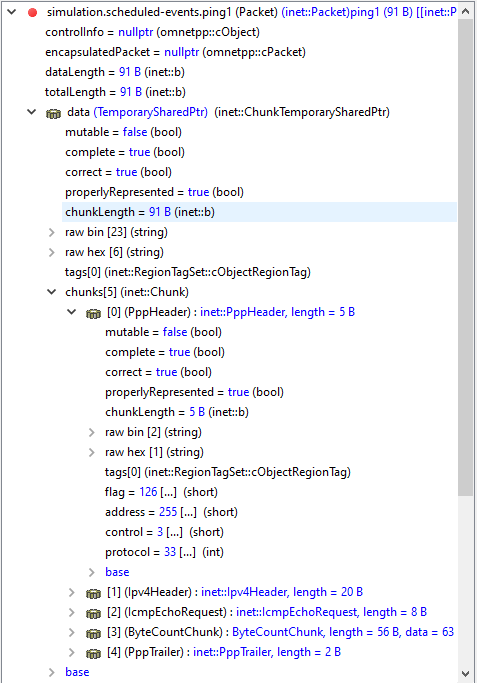 simulation.scheduled-events.ping1 (Packet) (inet::Packet)ping1 (91 B) [[inet::P
controlInfo = nullptr (omnetpp::cObject)
encapsulatedPacket = nullptr (omnetpp::cPacket)
dataLength = 91 B (inet::b)
totalLength = 91 B (inet::b)
data (TemporarySharedPtr) (inet::ChunkTemporarySharedPtr)
mutable = false (bool)
complete = true (bool)
correct = true (bool)
properlyRepresented = true (bool)
chunkLength = 91 B (inet::b)
raw bin [23] (string)
raw hex [6] (string)
tags[0] (inet::RegionTagSet::cObjectRegionTag)
chunks[5] (inet::Chunk)
[0] (PppHeader) : inet::PppHeader, length = 5 B
mutable = false (bool)
complete = true (bool)
correct = true (bool)
properlyRepresented = true (bool)
chunkLength = 5 B (inet::b)
raw bin [2] (string)
raw hex [1] (string)
tags[0] (inet::RegionTagSet::cObjectRegionTag)
flag = 126 [...] (short)
address = 255 [...] (short)
control = 3 [...] (short)
protocol = 33 [...] (int)
base
[1] (Ipv4Header) : inet::Ipv4Header, length = 20 B
[2] (IcmpEchoRequest) : inet::IcmpEchoRequest, length = 8 B
[3] (ByteCountChunk) : ByteCountChunk, length = 56 B, data = 63
[4] (PppTrailer) : inet::PppTrailer, length = 2 B
base